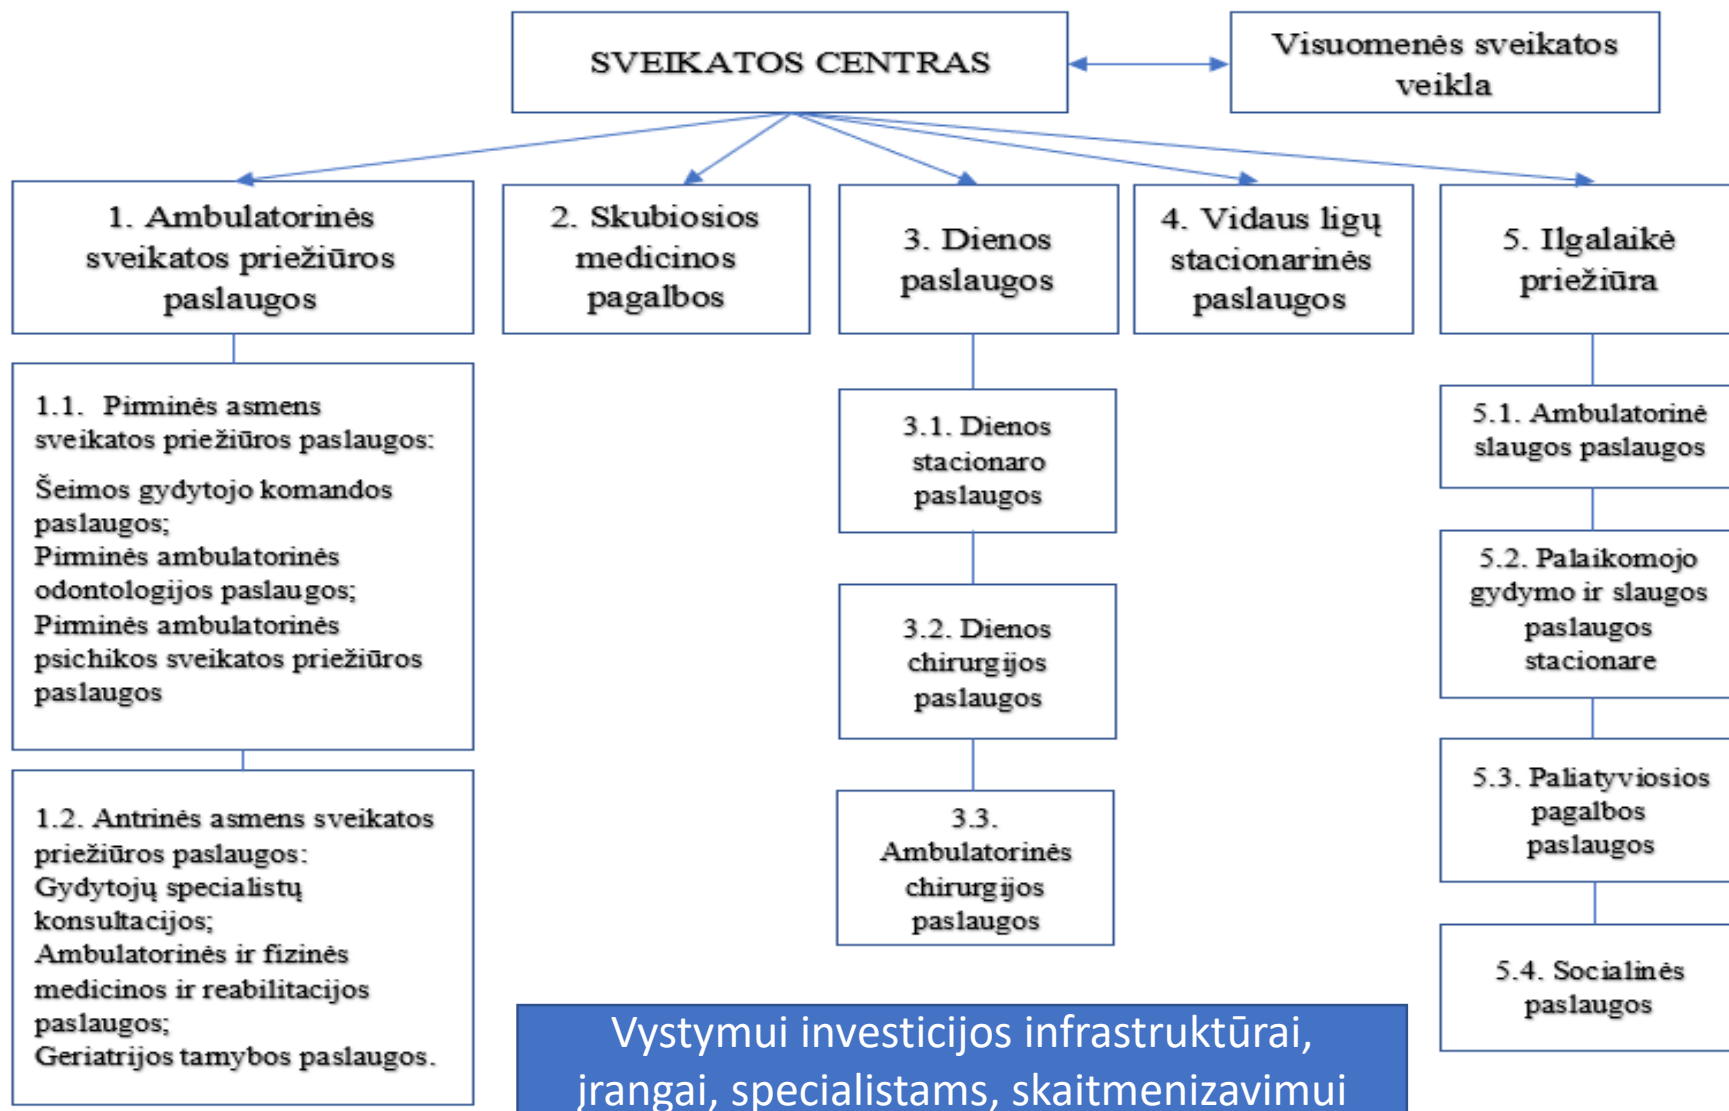 SVEIKATOS CENTRAS
Visuomenės sveikatos
veikla
1. Ambulatorinės
sveikatos priežiūros
paslaugos
2. Skubiosios
medicinos
pagalbos
3. Dienos
paslaugos
4. Vidaus ligų
stacionarinės
paslaugos
5. Ilgalaikė
priežiūra
1.1. Pirminės asmens
sveikatos priežiūros paslaugos:
Šeimos gydytojo komandos
paslaugos;
Pirminės ambulatorinės
odontologijos paslaugos;
Pirminės ambulatorinės
psichikos sveikatos priežiūros
paslaugos
1.2. Antrinės asmens sveikatos
priežiūros paslaugos:
Gydytojų specialistų
konsultacijos;
Ambulatorinės ir fizinės
medicinos ir reabilitacijos
paslaugos;
Geriatrijos tarnybos paslaugos.
3.1. Dienos
stacionaro
paslaugos
3.2. Dienos
chirurgijos
paslaugos
3.3.
Ambulatorinės
chirurgijos
paslaugos
5.1. Ambulatorinė
slaugos paslaugos
5.2. Palaikomojo
gydymo ir slaugos
paslaugos
stacionare
5.3. Paliatyviosios
pagalbos
paslaugos
5.4. Socialinės
paslaugos
Vystymui investicijos infrastruktūrai,
įrangai, specialistams, skaitmenizavimui